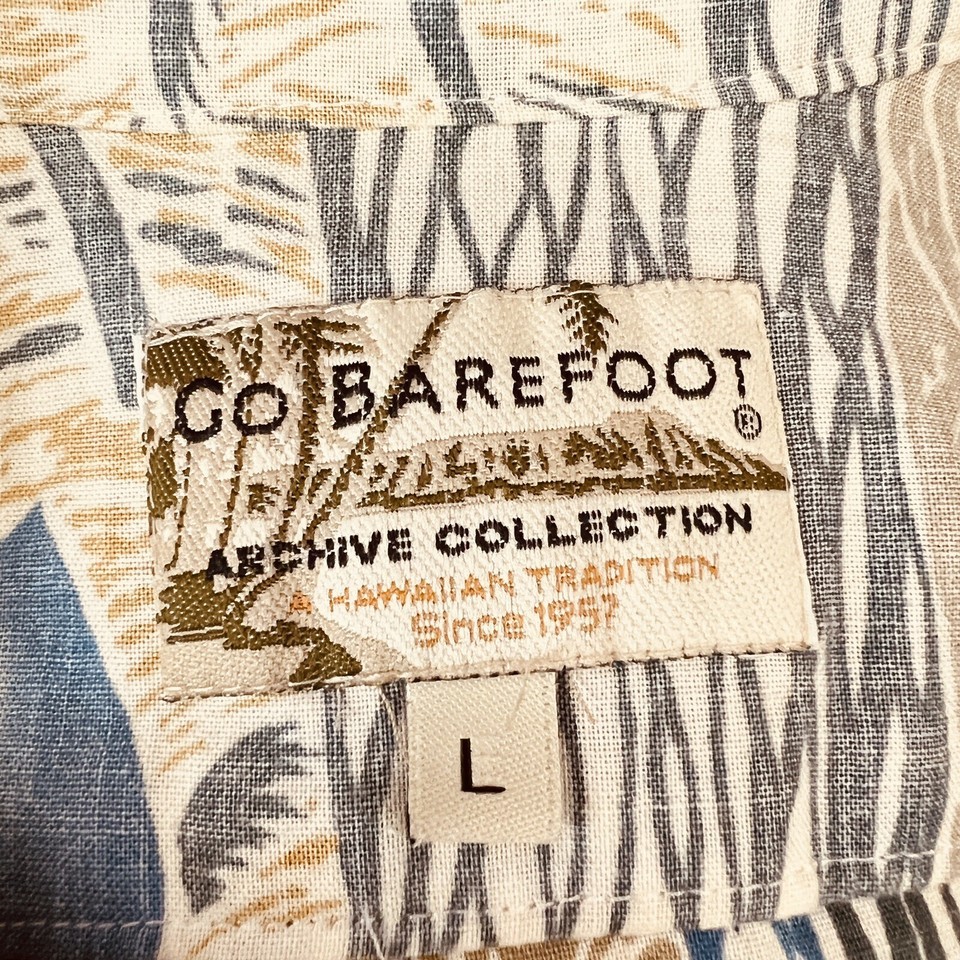 GO BAREFOOT
®
ARCHIVE COLLECTION
A HAWAIIAN TRADITION
Since 1957
L